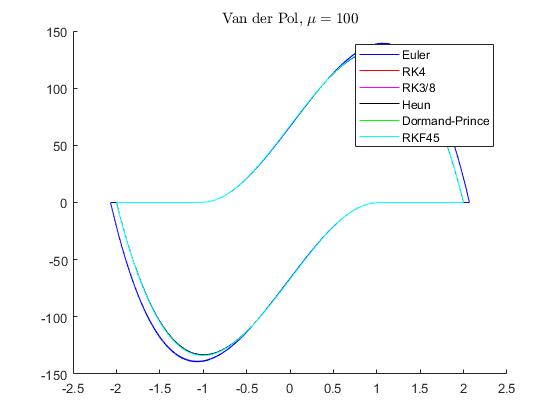 Van der Pol, μ = 100
150
100
50
0
-50
-100
-150
-2.5 -2 -1.5 -1 -0.5 0 0.5 1 1.5 2 2.5
Euler
RK4
RK3/8
Heun
Dormand-Prince
RKF45